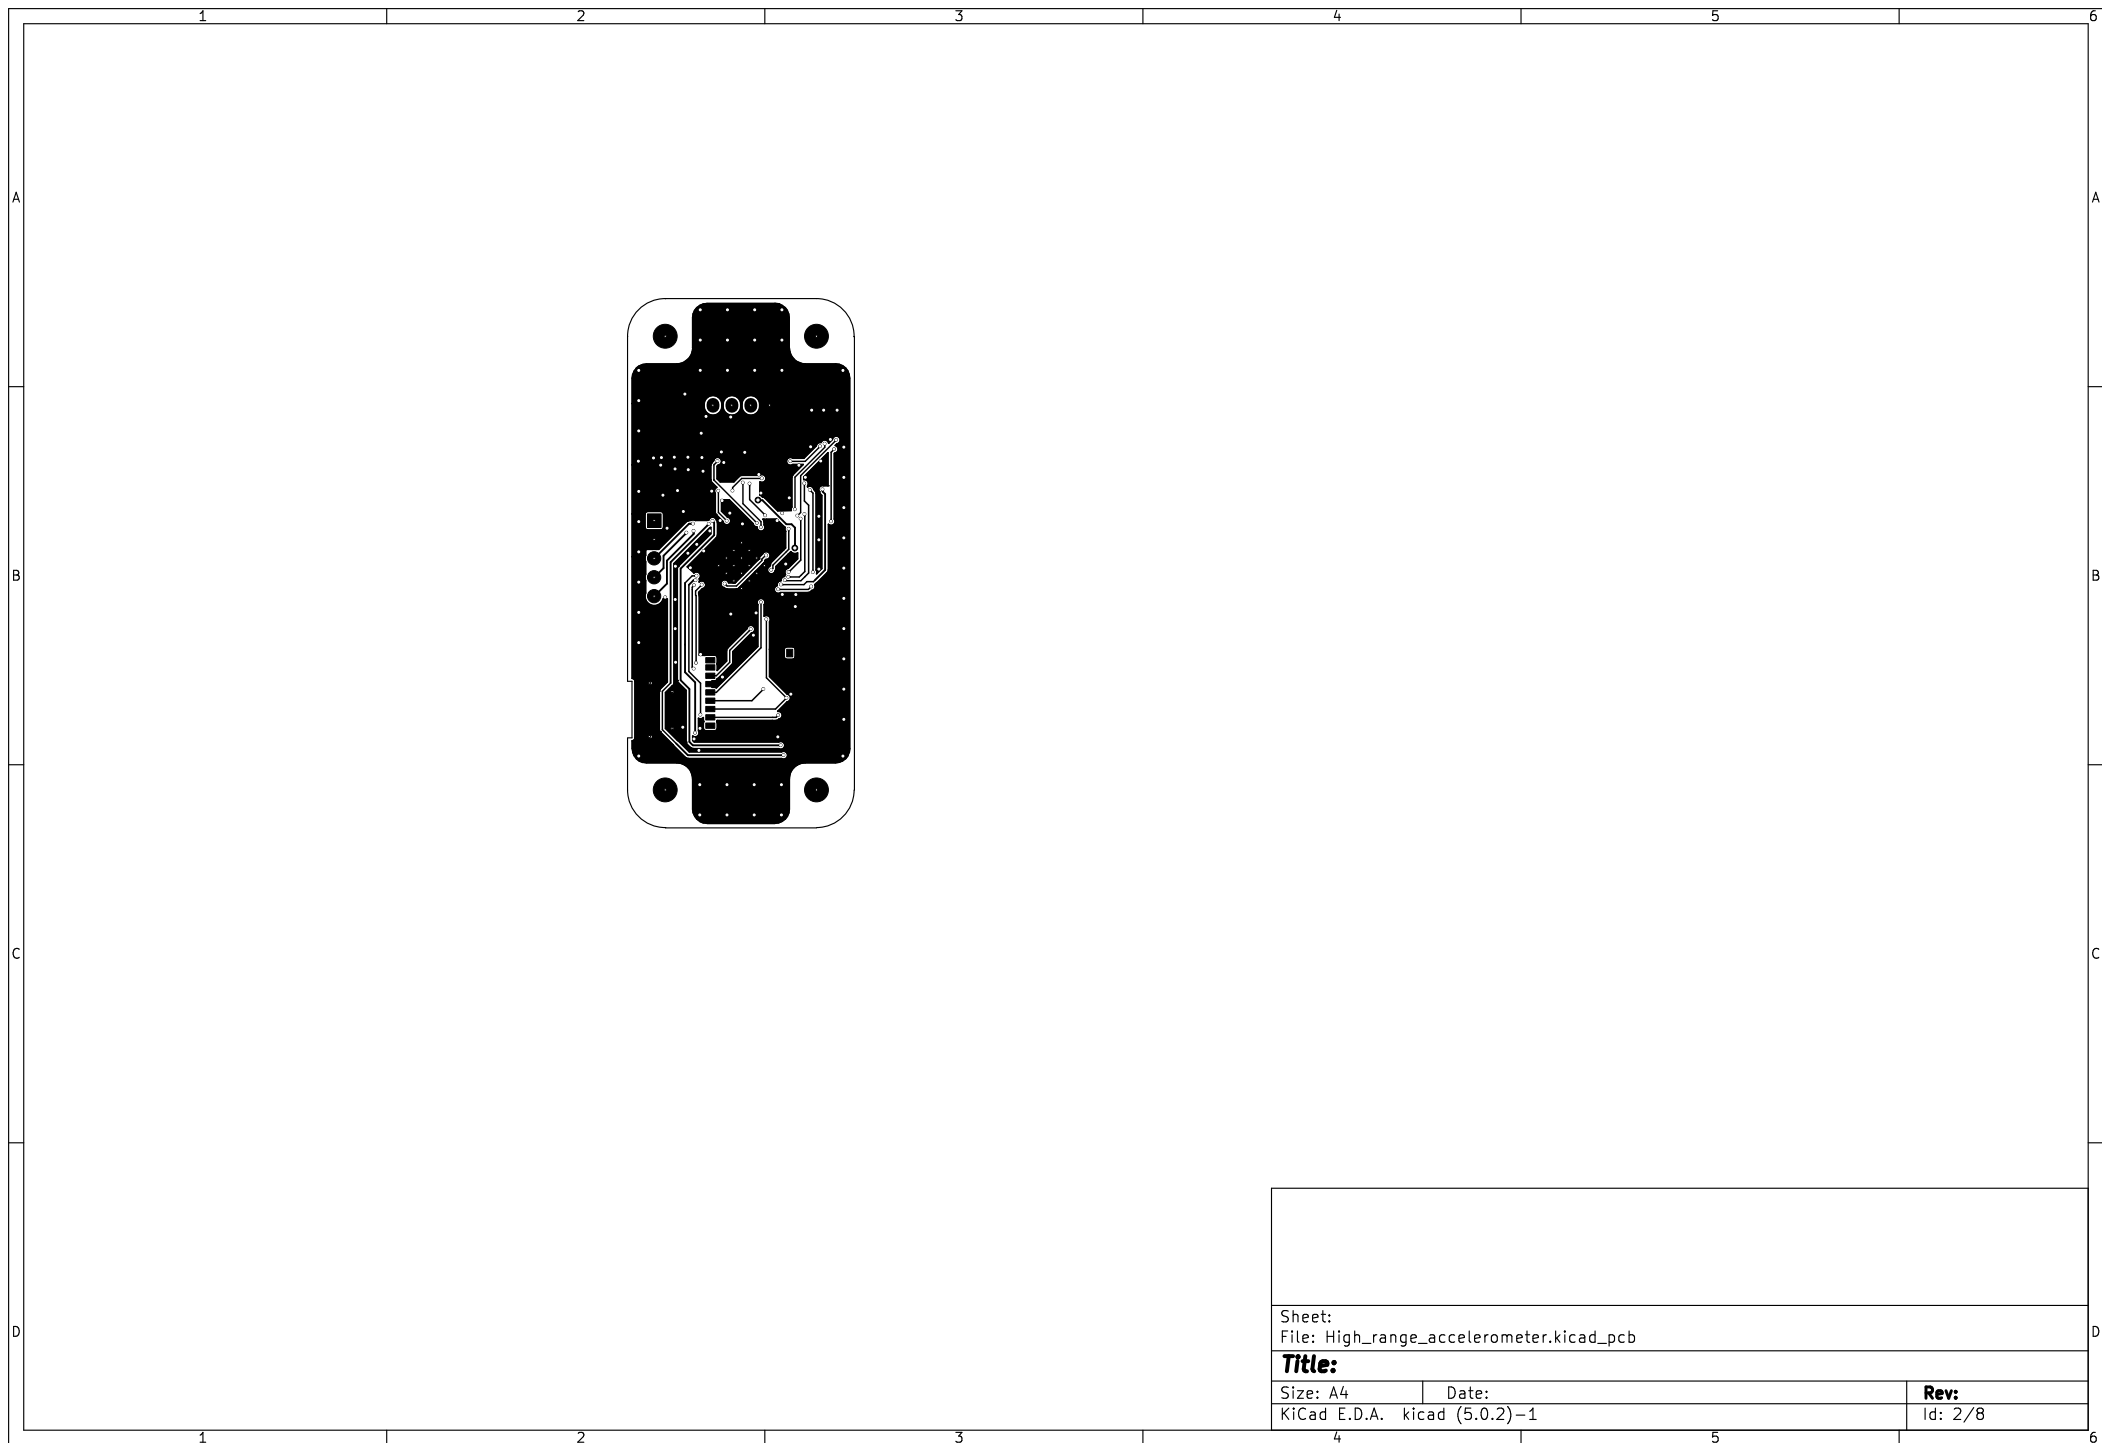 1 2 3 4 5 6
A A
B B
C C
Sheet:
File: High_range_accelerometer.kicad_pcb
D D
Title:
Size: A4 Date: Rev:
KiCad E.D.A. kicad (5.0.2)-1 Id: 2/8
1 2 3 4 5 6